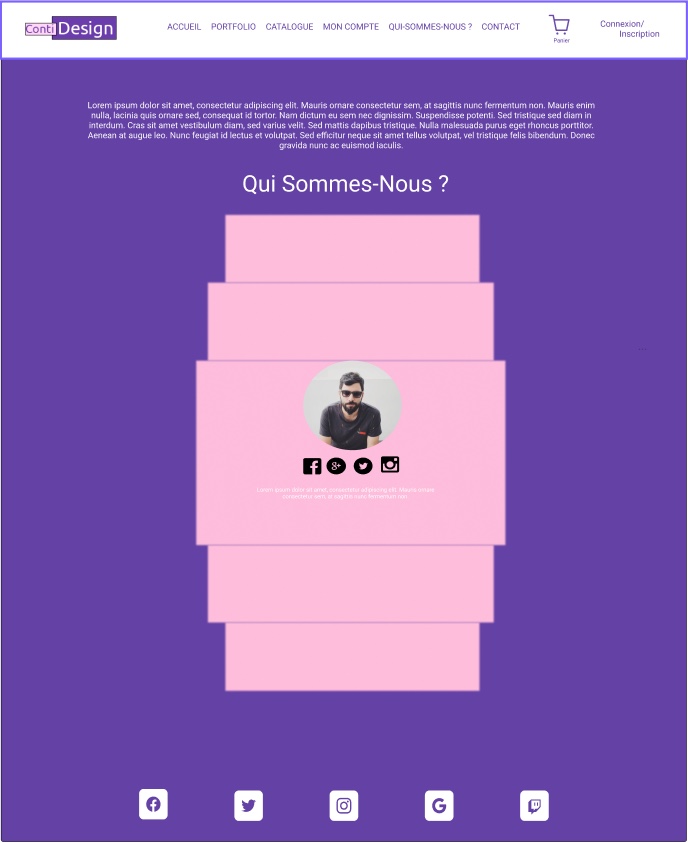 Conti Design
ACCUEIL PORTFOLIO CATALOGUE MON COMPTE QUI-SOMMES-NOUS ? CONTACT
Panier
Connexion/
Inscription
Lorem ipsum dolor sit amet, consectetur adipiscing elit. Mauris ornare consectetur sem, at sagittis nunc fermentum non. Mauris enim
nulla, lacinia quis ornare sed, consequat id tortor. Nam dictum eu sem nec dignissim. Suspendisse potenti. Sed tristique sed diam in
interdum. Cras sit amet vestibulum diam, sed varius velit. Sed mattis dapibus tristique. Nulla malesuada purus eget rhoncus porttitor.
Aenean at augue leo. Nunc feugiat id lectus et volutpat. Sed efficitur neque sit amet tellus volutpat, vel tristique felis bibendum. Donec
gravida nunc ac euismod iaculis.
Qui Sommes-Nous ?
Lorem ipsum dolor sit amet, consectetur adipiscing elit. Mauris ornare
consectetur sem, at sagittis nunc fermentum non.